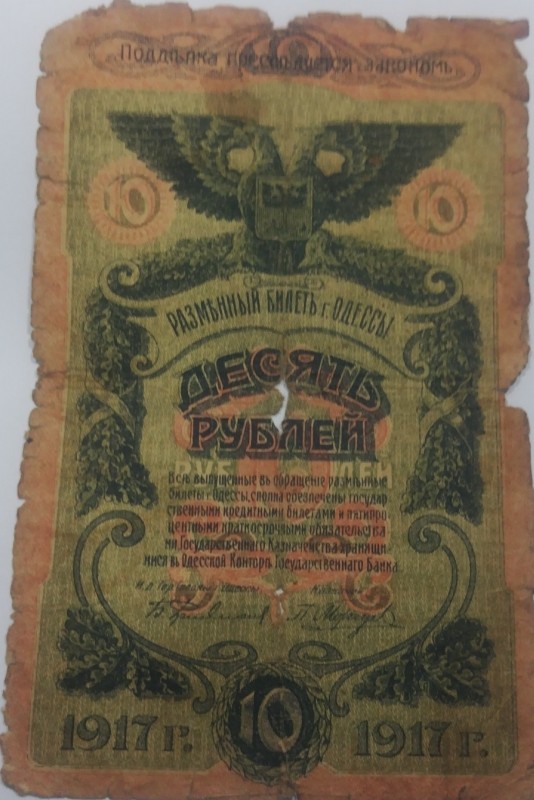 Поддѣлка преслѣдуется закономъ.
10 10
РАЗМѢННЫЙ БИЛЕТЪ Г. ОДЕССЫ
ДЕСЯТЬ
РУБЛЕЙ
Всѣ выпущенные въ обращеніе размѣнные
билеты г. Одессы, сполна обезпечены государ
ственными кредитными билетами и пятипро-
центными краткосрочными обязательства
ми Государственнаго Казначейства хранящи
мися въ Одесской Конторѣ Государственнаго Банка.
10
1917 г. 1917 г.